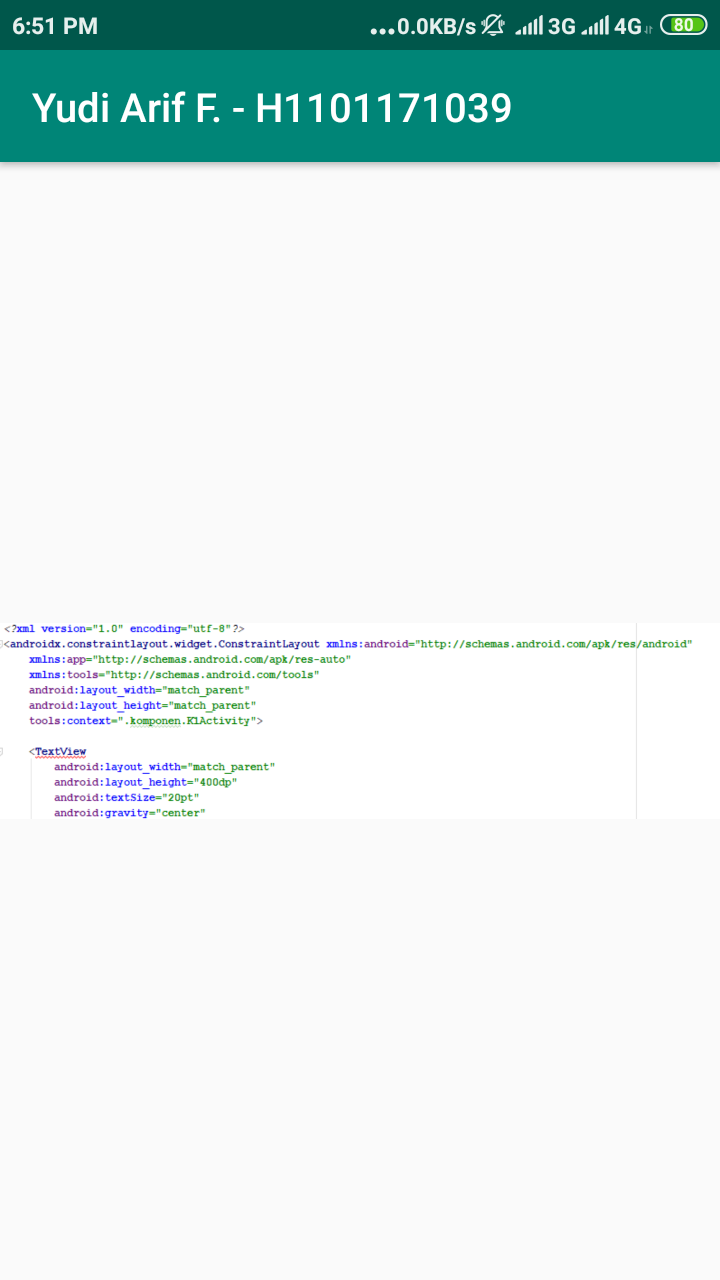 6:51 PM ...0.0KB/s 3G 4G 80
Yudi Arif F. - H1101171039
<?xml version="1.0" encoding="utf-8"?>
<androidx.constraintlayout.widget.ConstraintLayout xmlns:android="http://schemas.android.com/apk/res/android"
    xmlns:app="http://schemas.android.com/apk/res-auto"
    xmlns:tools="http://schemas.android.com/tools"
    android:layout_width="match_parent"
    android:layout_height="match_parent"
    tools:context=".komponen.K1Activity">
    <TextView
        android:layout_width="match_parent"
        android:layout_height="400dp"
        android:textSize="20pt"
        android:gravity="center"